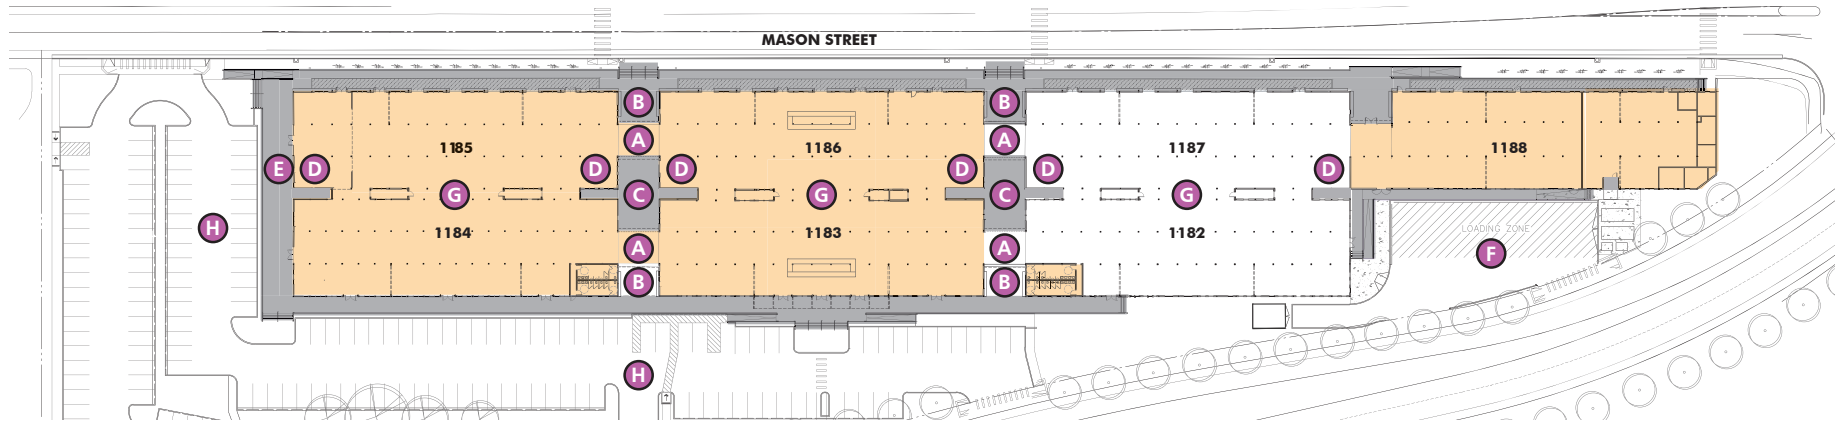 MASON STREET
B B
A A
1185 1186 1187 1188
E D D D D D D
G C G C G
H
1184 1183 1182
LOADING ZONE
A A F
B B
H